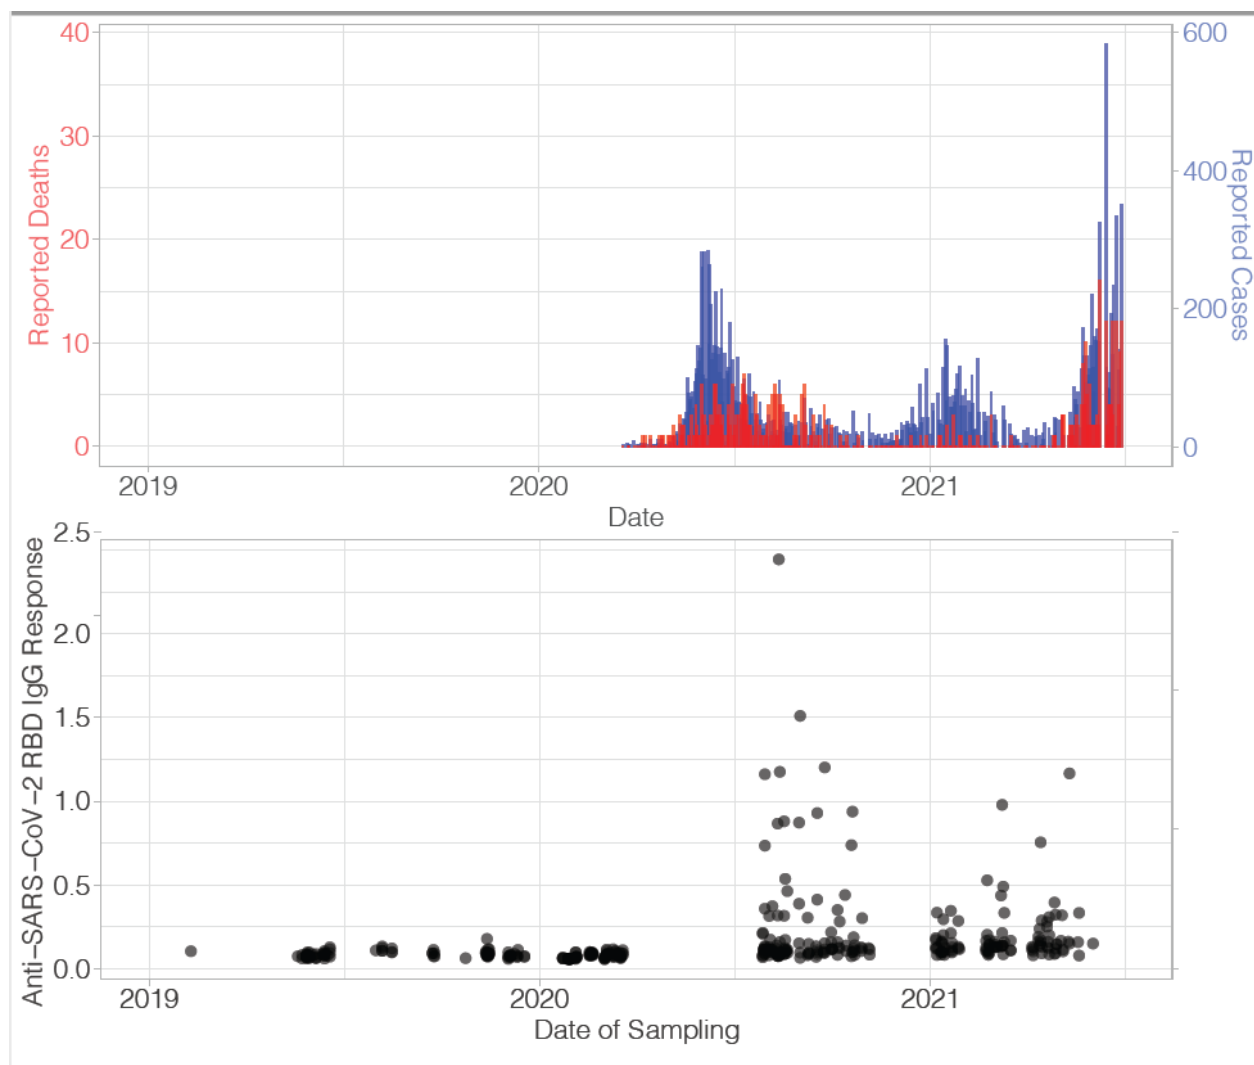 40
30
20
10
0
Reported Deaths
600
400
200
0
Reported Cases
2019 2020 2021
Date
2.5
2.0
1.5
1.0
0.5
0.0
Anti-SARS-CoV-2 RBD IgG Response
2019 2020 2021
Date of Sampling